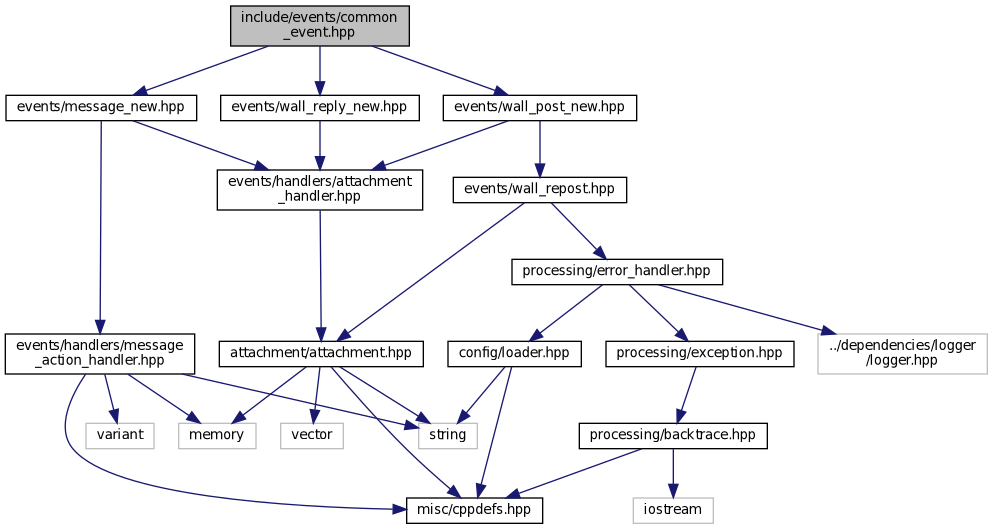 include/events/common
_event.hpp
events/message_new.hpp
events/wall_reply_new.hpp
events/wall_post_new.hpp
events/handlers/attachment
_handler.hpp
events/wall_repost.hpp
processing/error_handler.hpp
events/handlers/message
_action_handler.hpp
attachment/attachment.hpp
config/loader.hpp
processing/exception.hpp
../dependencies/logger
/logger.hpp
variant
memory
vector
string
processing/backtrace.hpp
misc/cppdefs.hpp
iostream